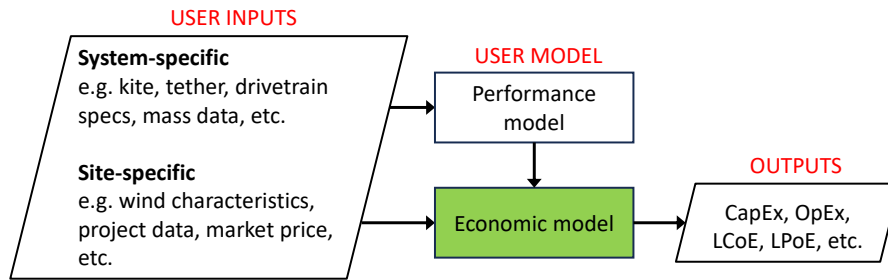 USER INPUTS
System-specific
e.g. kite, tether, drivetrain
specs, mass data, etc.
Site-specific
e.g. wind characteristics,
project data, market price,
etc.
USER MODEL
Performance
model
Economic model
OUTPUTS
CapEx, OpEx,
LCoE, LPoE, etc.